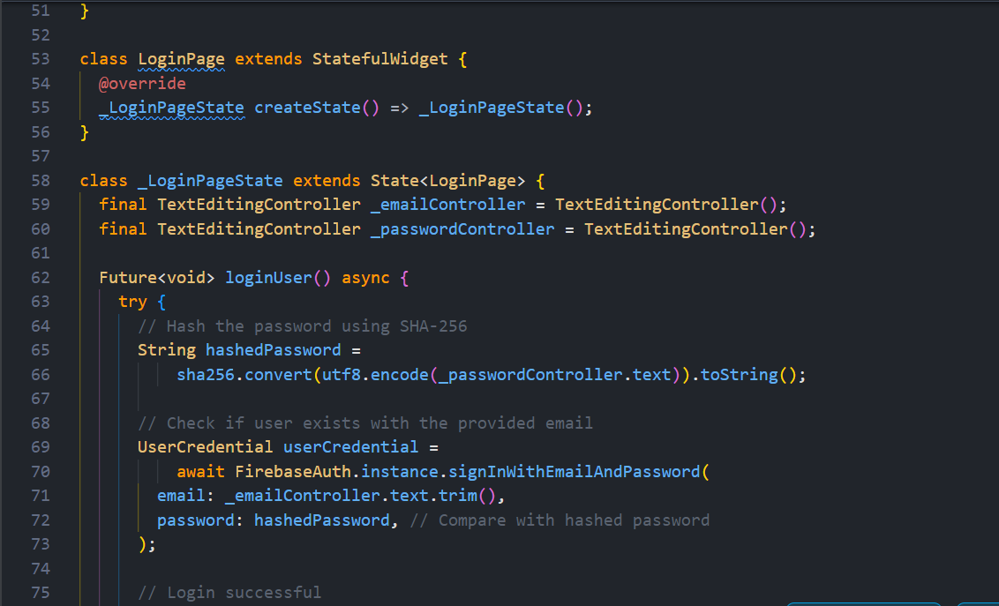 51 }
52
53 class LoginPage extends StatefulWidget {
54   @override
55   _LoginPageState createState() => _LoginPageState();
56 }
57
58 class _LoginPageState extends State<LoginPage> {
59   final TextEditingController _emailController = TextEditingController();
60   final TextEditingController _passwordController = TextEditingController();
61
62   Future<void> loginUser() async {
63     try {
64       // Hash the password using SHA-256
65       String hashedPassword =
66           sha256.convert(utf8.encode(_passwordController.text)).toString();
67
68       // Check if user exists with the provided email
69       UserCredential userCredential =
70           await FirebaseAuth.instance.signInWithEmailAndPassword(
71         email: _emailController.text.trim(),
72         password: hashedPassword, // Compare with hashed password
73       );
74
75       // Login successful